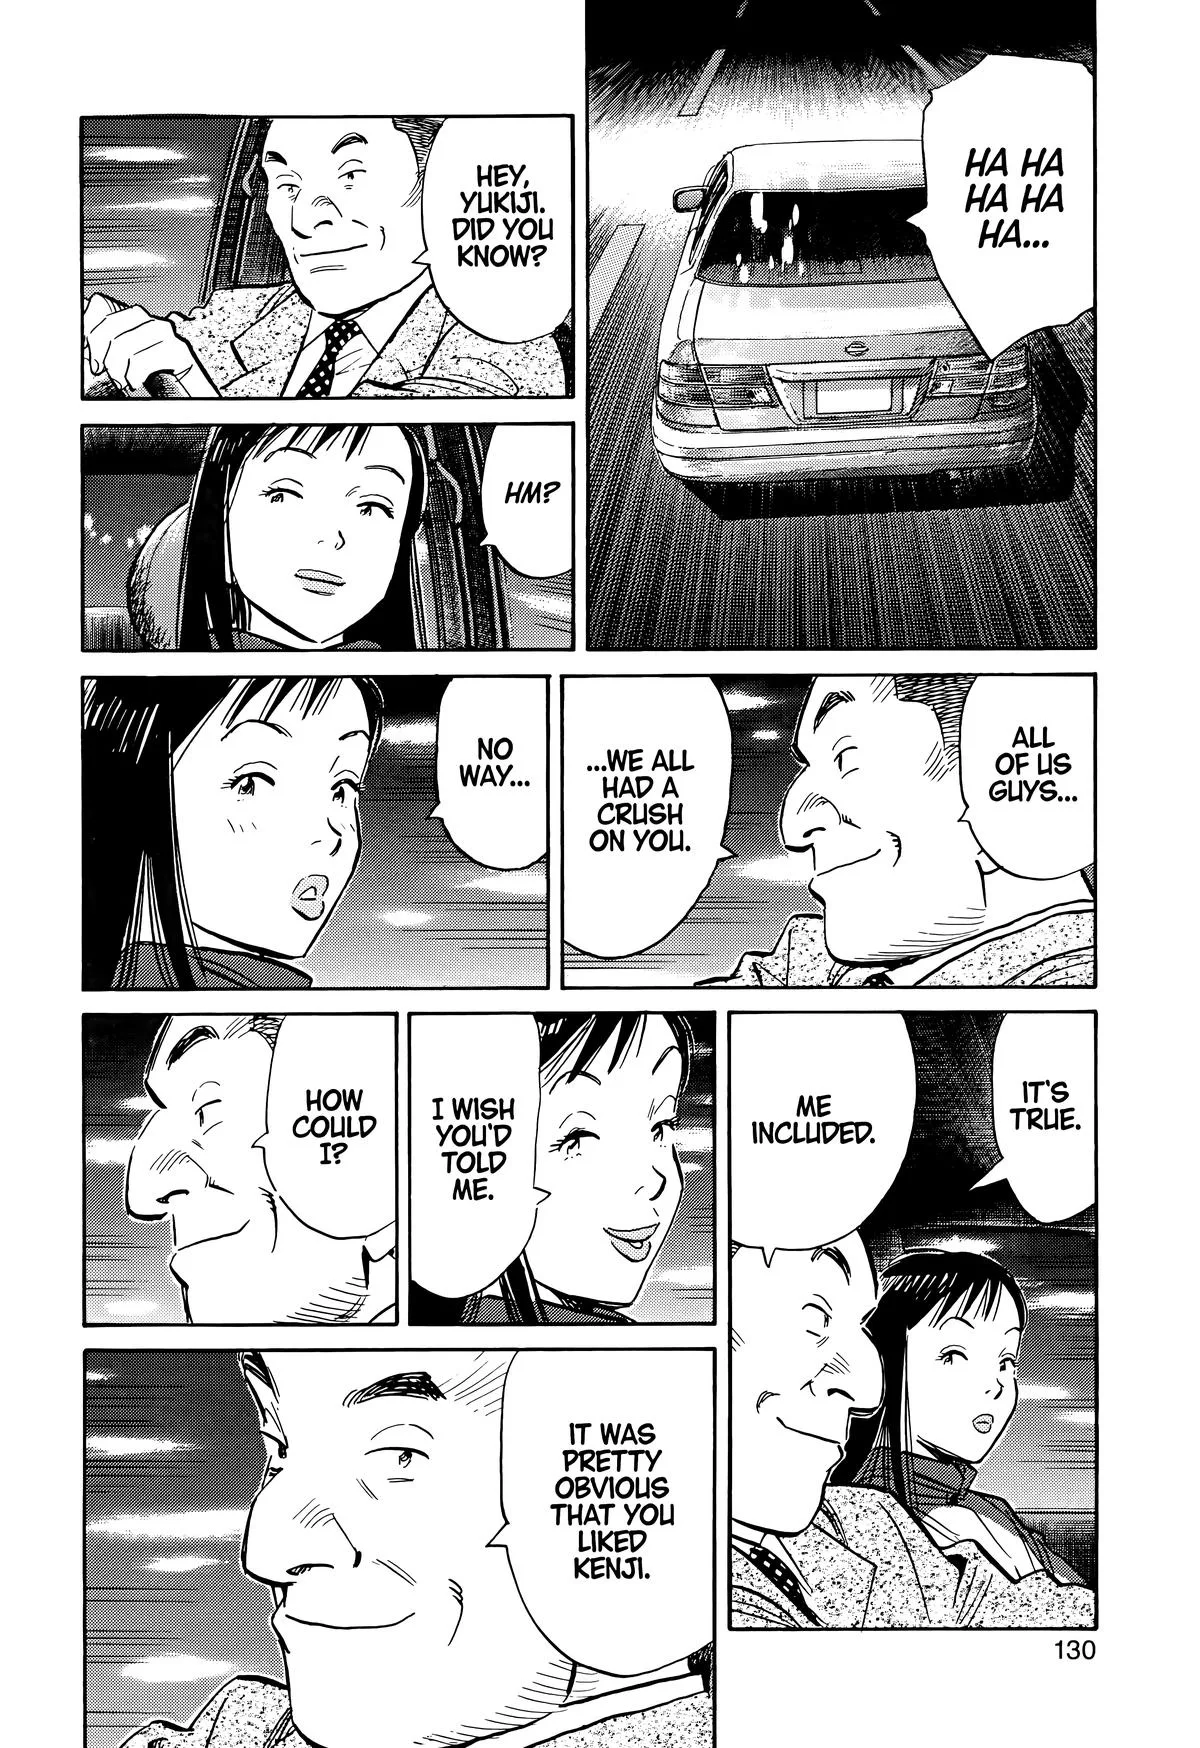 HA HA
HA HA
HA...
HEY,
YUKIJI.
DID YOU
KNOW?
HM?
ALL
OF US
GUYS...
...WE ALL
HAD A
CRUSH
ON YOU.
NO
WAY...
IT'S
TRUE.
ME
INCLUDED.
I WISH
YOU'D
TOLD
ME.
HOW
COULD
I?
IT WAS
PRETTY
OBVIOUS
THAT YOU
LIKED
KENJI.
130